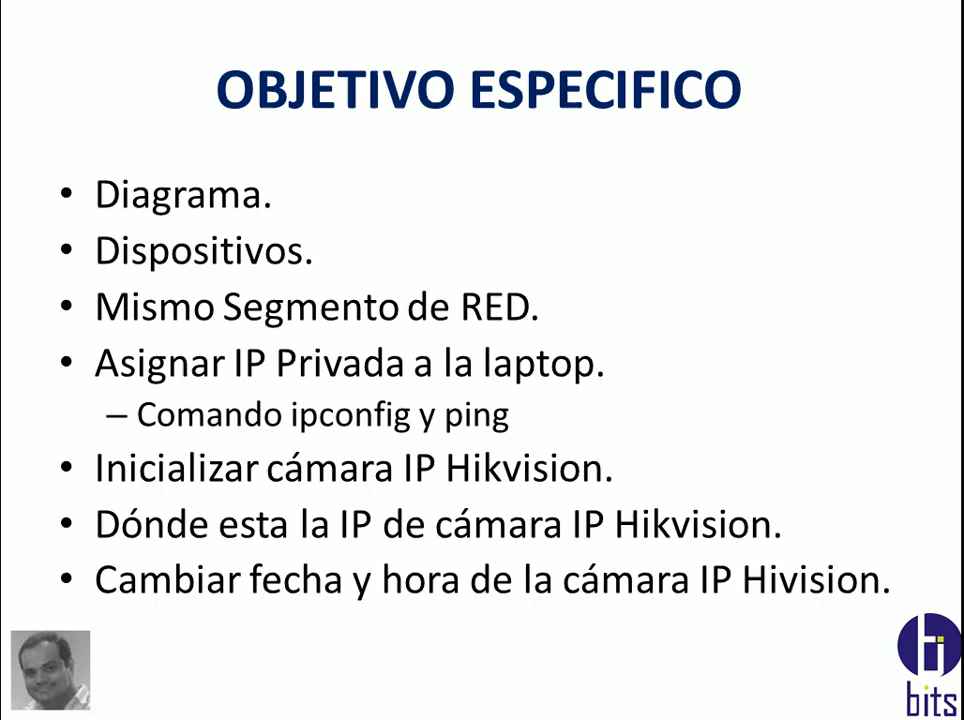 OBJETIVO ESPECIFICO
• Diagrama.
• Dispositivos.
• Mismo Segmento de RED.
• Asignar IP Privada a la laptop.
– Comando ipconfig y ping
• Inicializar cámara IP Hikvision.
• Dónde esta la IP de cámara IP Hikvision.
• Cambiar fecha y hora de la cámara IP Hivision.
bits